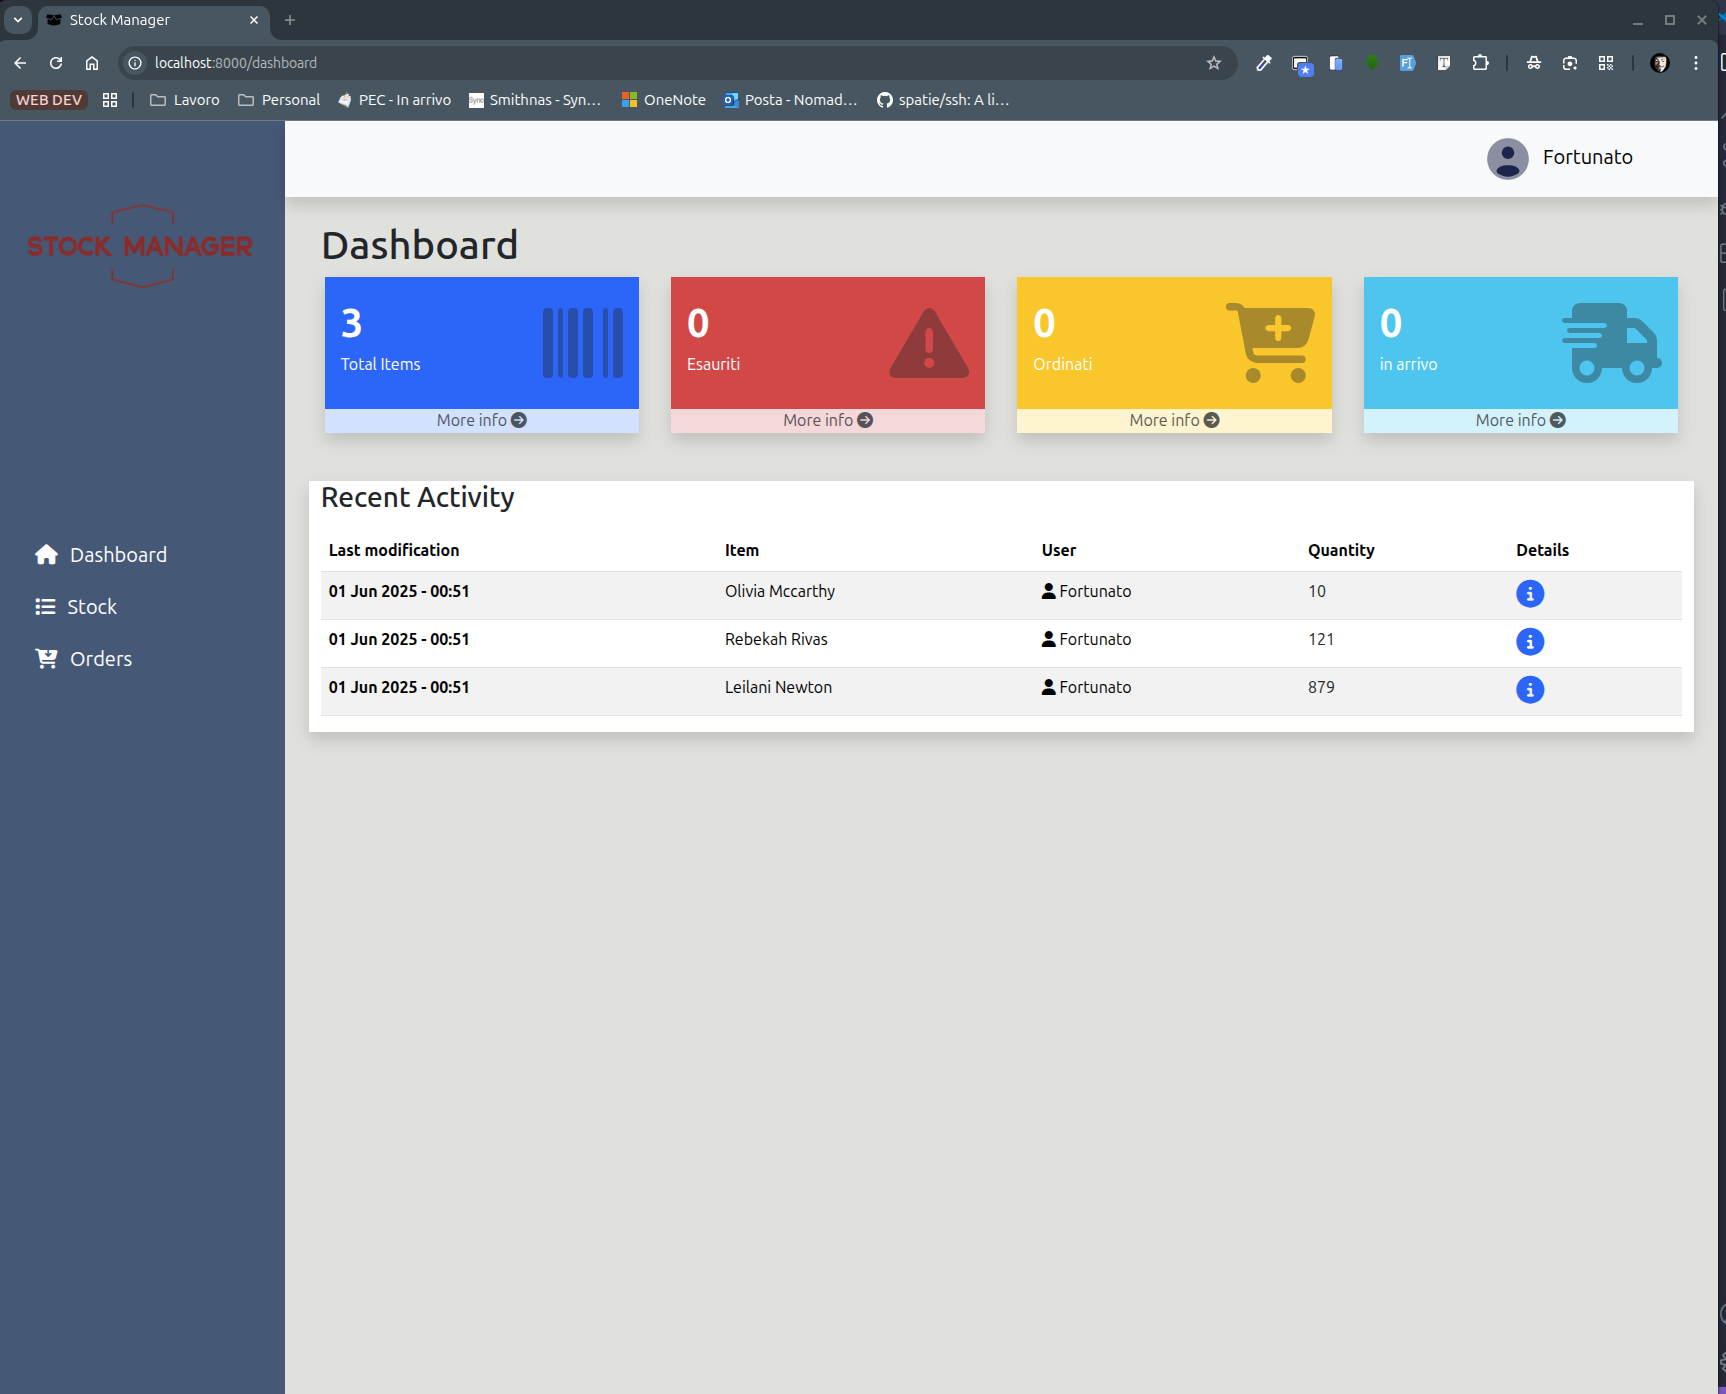 Stock Manager
localhost:8000/dashboard
WEB DEV Lavoro Personal PEC - In arrivo Smithnas - Syn... OneNote Posta - Nomad... spatie/ssh: A li...
Fortunato
STOCK MANAGER
Dashboard
Stock
Orders
Dashboard
3
Total Items
More info
0
Esauriti
More info
0
Ordinati
More info
0
in arrivo
More info
Recent Activity
Last modification Item User Quantity Details
01 Jun 2025 - 00:51 Olivia Mccarthy Fortunato 10
01 Jun 2025 - 00:51 Rebekah Rivas Fortunato 121
01 Jun 2025 - 00:51 Leilani Newton Fortunato 879